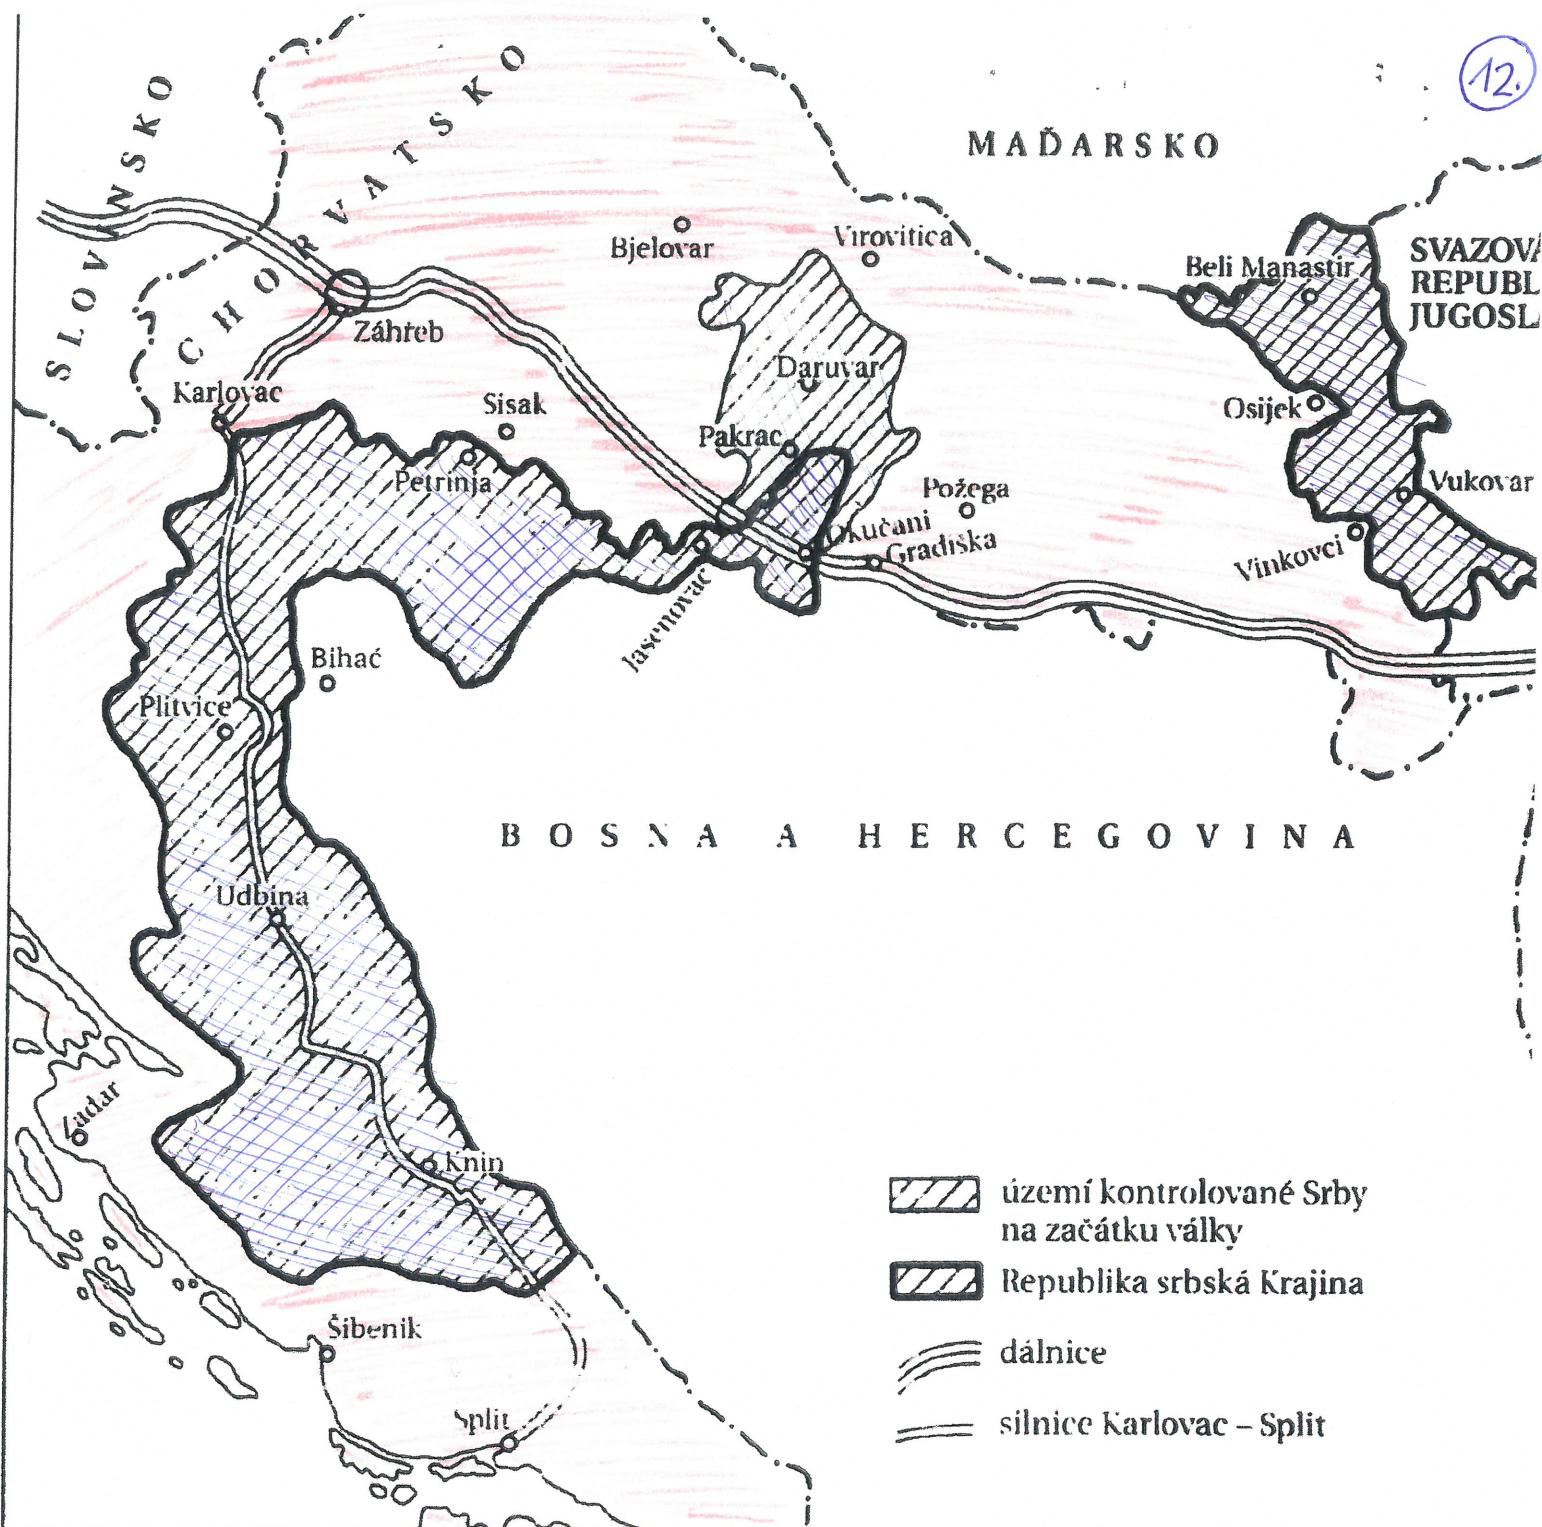 12.
SLOVINSKO
CHORVATSKO
MAĎARSKO
SVAZOVÁ
REPUBL
JUGOSL
Bjelovar
Virovitica
Beli Manastir
Záhřeb
Karlovac
Sisak
Daruvar
Osijek
Pakrac
Petrinja
Požega
Vukovar
Okučani
Gradiška
Vinkovci
Jasenovac
Bihać
Plitvice
BOSNA A HERCEGOVINA
Udbina
Zadar
Knin
území kontrolované Srby
na začátku války
Republika srbská Krajina
Šibenik
dálnice
Split
silnice Karlovac – Split